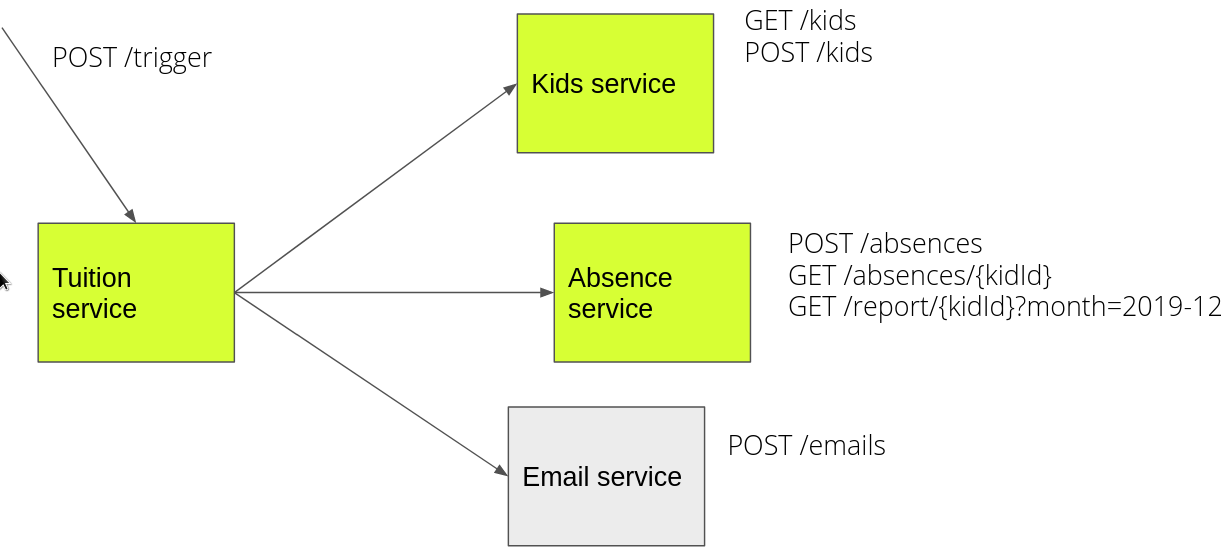 POST /trigger
Kids service
GET /kids
POST /kids
Tuition
service
Absence
service
POST /absences
GET /absences/{kidId}
GET /report/{kidId}?month=2019-12
Email service
POST /emails